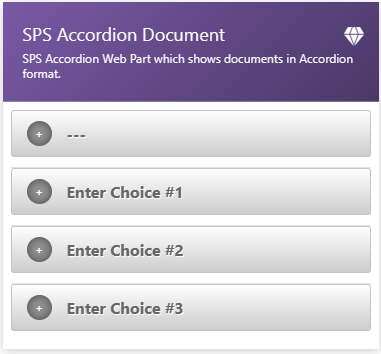 SPS Accordion Document
SPS Accordion Web Part which shows documents in Accordion
format.
+ ---
+ Enter Choice #1
+ Enter Choice #2
+ Enter Choice #3